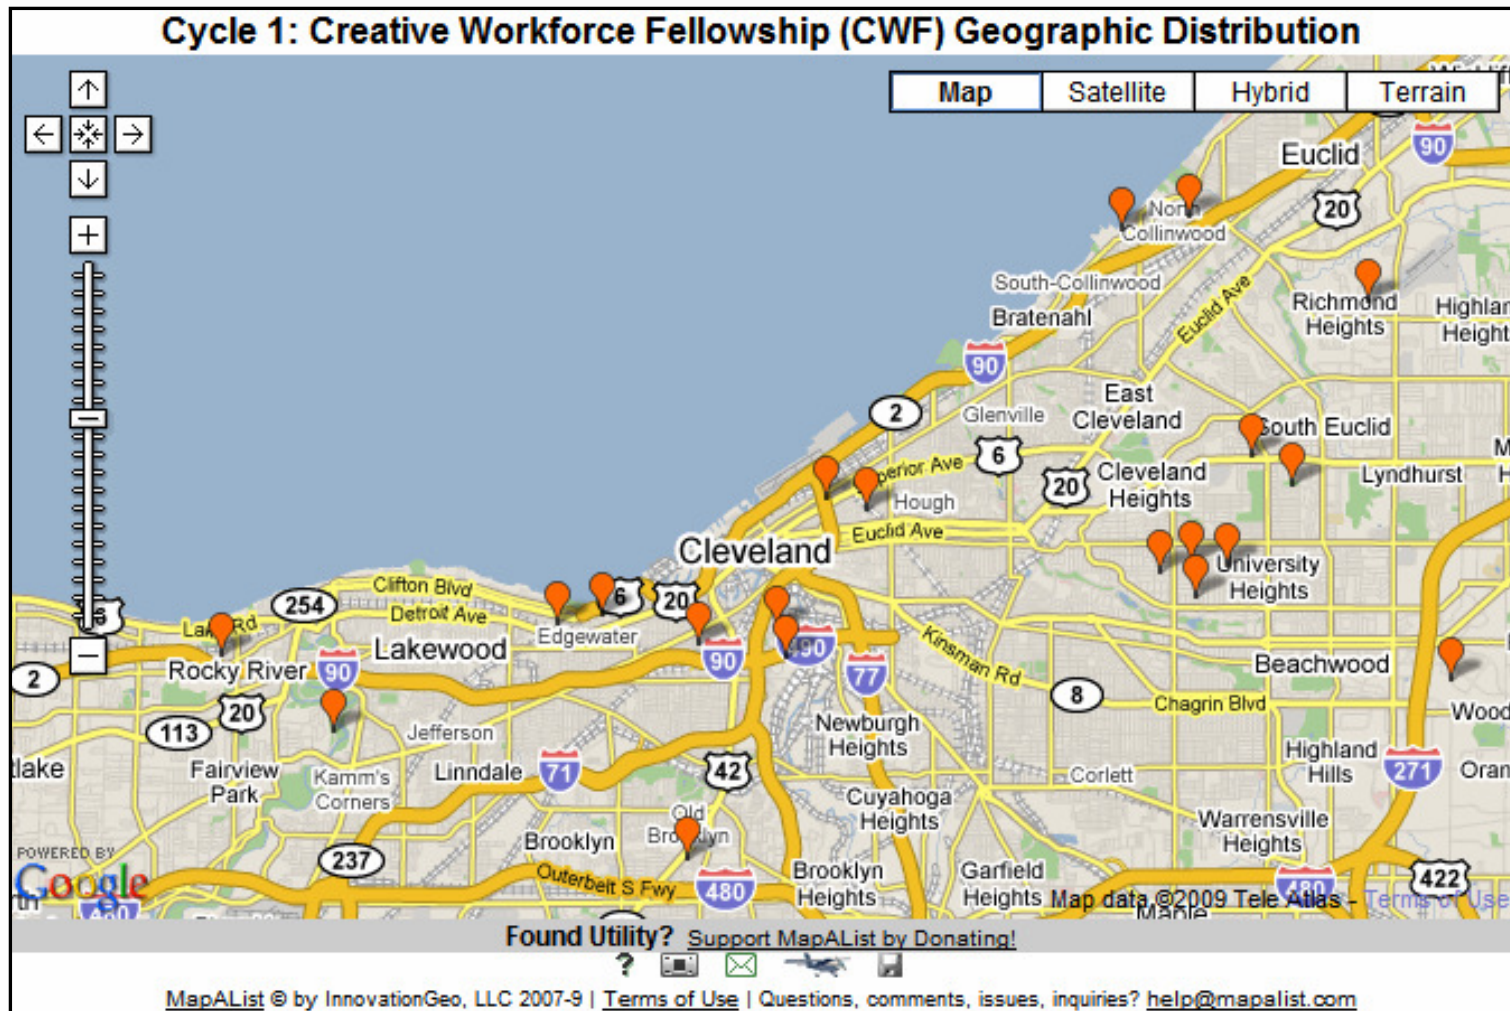 Cycle 1: Creative Workforce Fellowship (CWF) Geographic Distribution
Map
Satellite
Hybrid
Terrain
Euclid
90
20
North
Collinwood
South-Collinwood
Bratenahl
Euclid Ave
Richmond
Heights
90
2
Glenville
East
Cleveland
South Euclid
6
Superior Ave
20
Cleveland
Heights
Lyndhurst
Hough
Euclid Ave
Cleveland
University
Heights
Clifton Blvd
254
Detroit Ave
6
20
Edgewater
Lake Rd
Rocky River
90
Lakewood
90
490
77
Kinsman Rd
Beachwood
2
20
113
8
Chagrin Blvd
Jefferson
Newburgh
Heights
Highland
Hills
271
Fairview
Park
Kamm's
Corners
Linndale
71
42
Corlett
Cuyahoga
Heights
Warrensville
Heights
Old
Brooklyn
Brooklyn
237
Outerbelt S Fwy
480
Brooklyn
Heights
Garfield
Heights
480
422
POWERED BY
Google
480
Map data ©2009 Tele Atlas - Terms of Use
Maple
Found Utility? Support MapAList by Donating!
MapAList © by InnovationGeo, LLC 2007-9 | Terms of Use | Questions, comments, issues, inquiries? help@mapalist.com